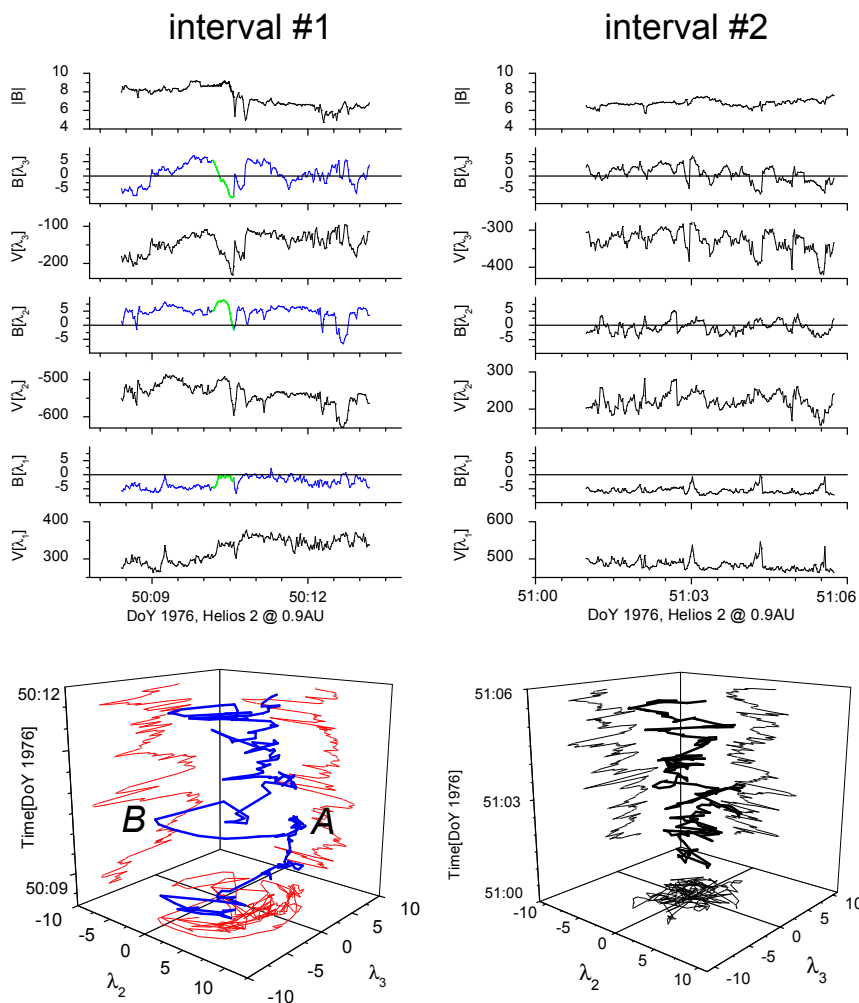 interval #1
interval #2
|B|
10
8
6
4
B[λ3]
5
0
-5
V[λ3]
-100
-200
B[λ2]
5
0
-5
V[λ2]
-500
-600
B[λ1]
5
0
-5
V[λ1]
400
300
50:09
50:12
DoY 1976, Helios 2 @ 0.9AU
|B|
10
8
6
4
B[λ3]
5
0
-5
V[λ3]
-300
-400
B[λ2]
5
0
-5
V[λ2]
300
200
B[λ1]
5
0
-5
V[λ1]
600
500
51:00
51:03
51:06
DoY 1976, Helios 2 @ 0.9AU
50:12
Time[DoY 1976]
50:09
B
A
-10
-5
0
5
10
λ2
-10
-5
0
5
10
λ3
51:06
Time[DoY 1976]
51:03
51:00
-10
-5
0
5
10
λ2
-10
-5
0
5
10
λ3